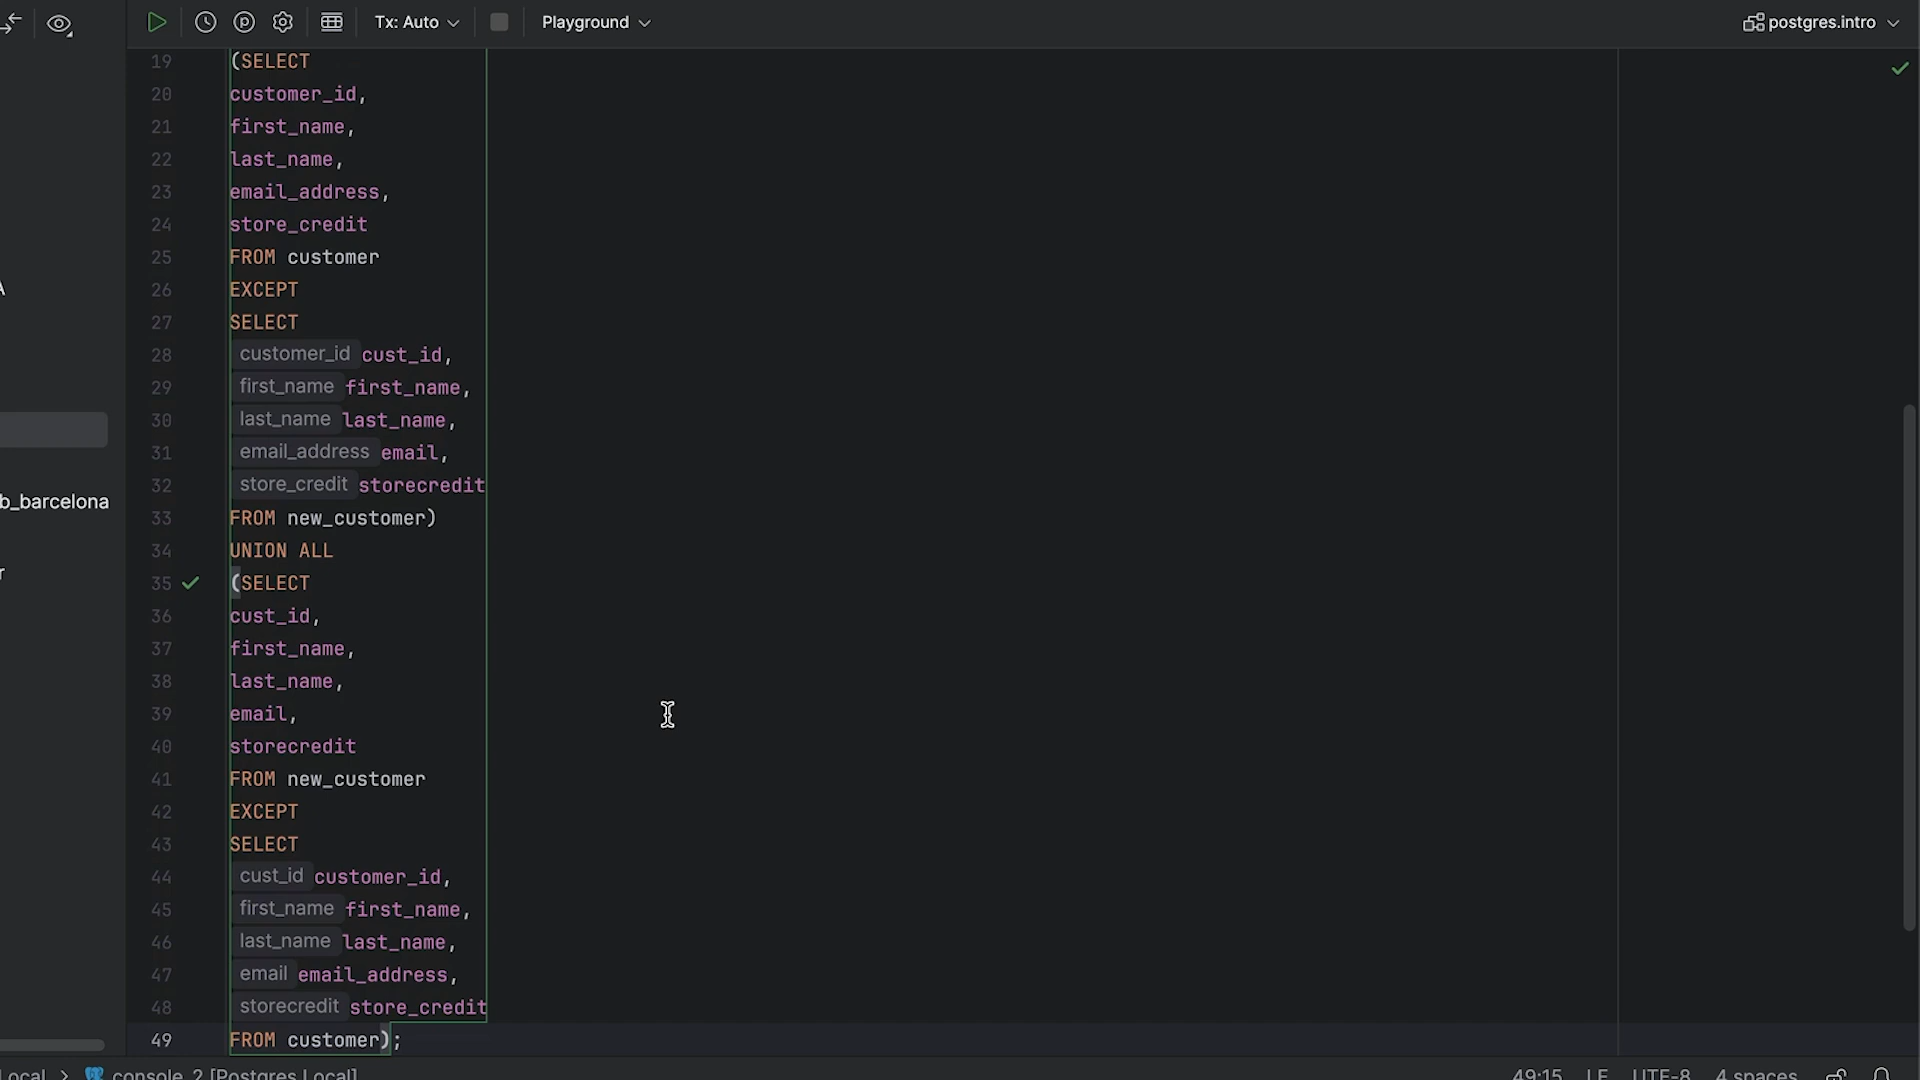 Tx: Auto
Playground
postgres.intro
19 (SELECT
20 customer_id,
21 first_name,
22 last_name,
23 email_address,
24 store_credit
25 FROM customer
26 EXCEPT
27 SELECT
28 customer_id cust_id,
29 first_name first_name,
30 last_name last_name,
31 email_address email,
32 store_credit storecredit
33 FROM new_customer)
34 UNION ALL
35 (SELECT
36 cust_id,
37 first_name,
38 last_name,
39 email,
40 storecredit
41 FROM new_customer
42 EXCEPT
43 SELECT
44 cust_id customer_id,
45 first_name first_name,
46 last_name last_name,
47 email email_address,
48 storecredit store_credit
49 FROM customer);
A
b_barcelona
r
ocal > console_2 [Postgres Local]
49:15 LF UTF-8 4 spaces